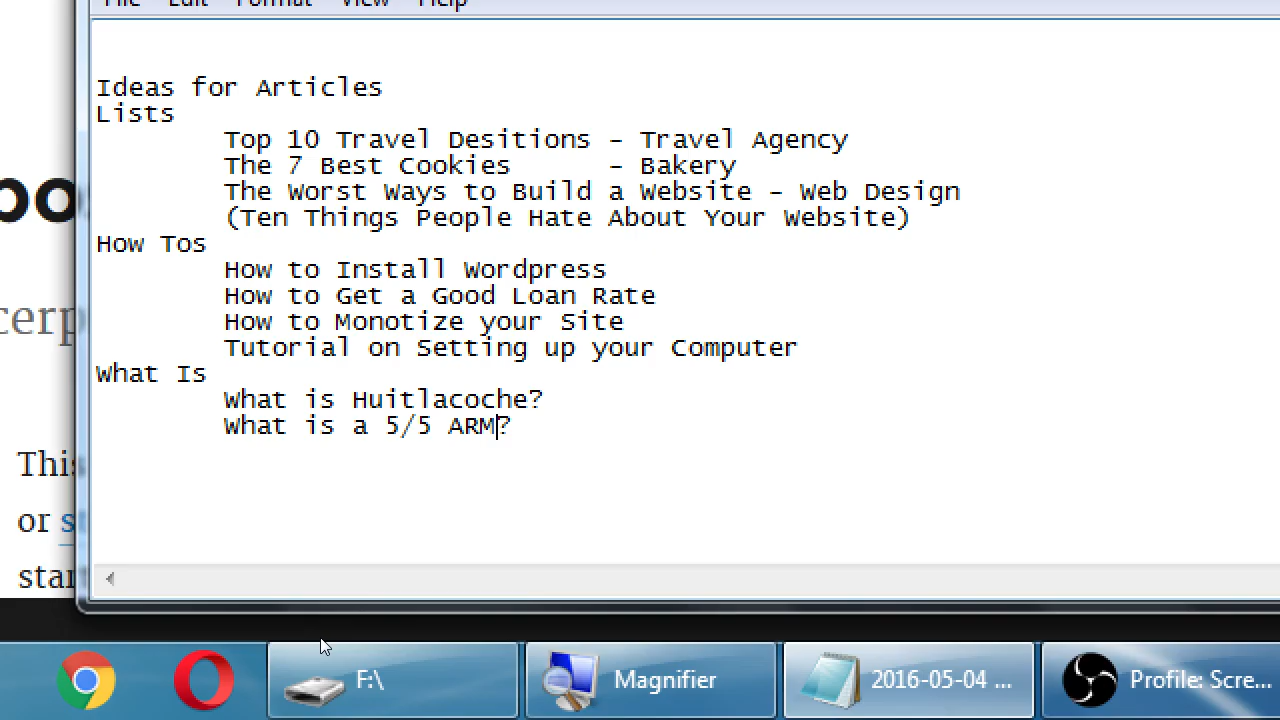 File Edit Format View Help
Ideas for Articles
Lists
Top 10 Travel Desitions - Travel Agency
The 7 Best Cookies - Bakery
The Worst Ways to Build a Website - Web Design
(Ten Things People Hate About Your Website)
How Tos
How to Install Wordpress
How to Get a Good Loan Rate
How to Monotize your Site
Tutorial on Setting up your Computer
What Is
What is Huitlacoche?
What is a 5/5 ARM?
This
or
F:\ Magnifier 2016-05-04 ... Profile: Scre...